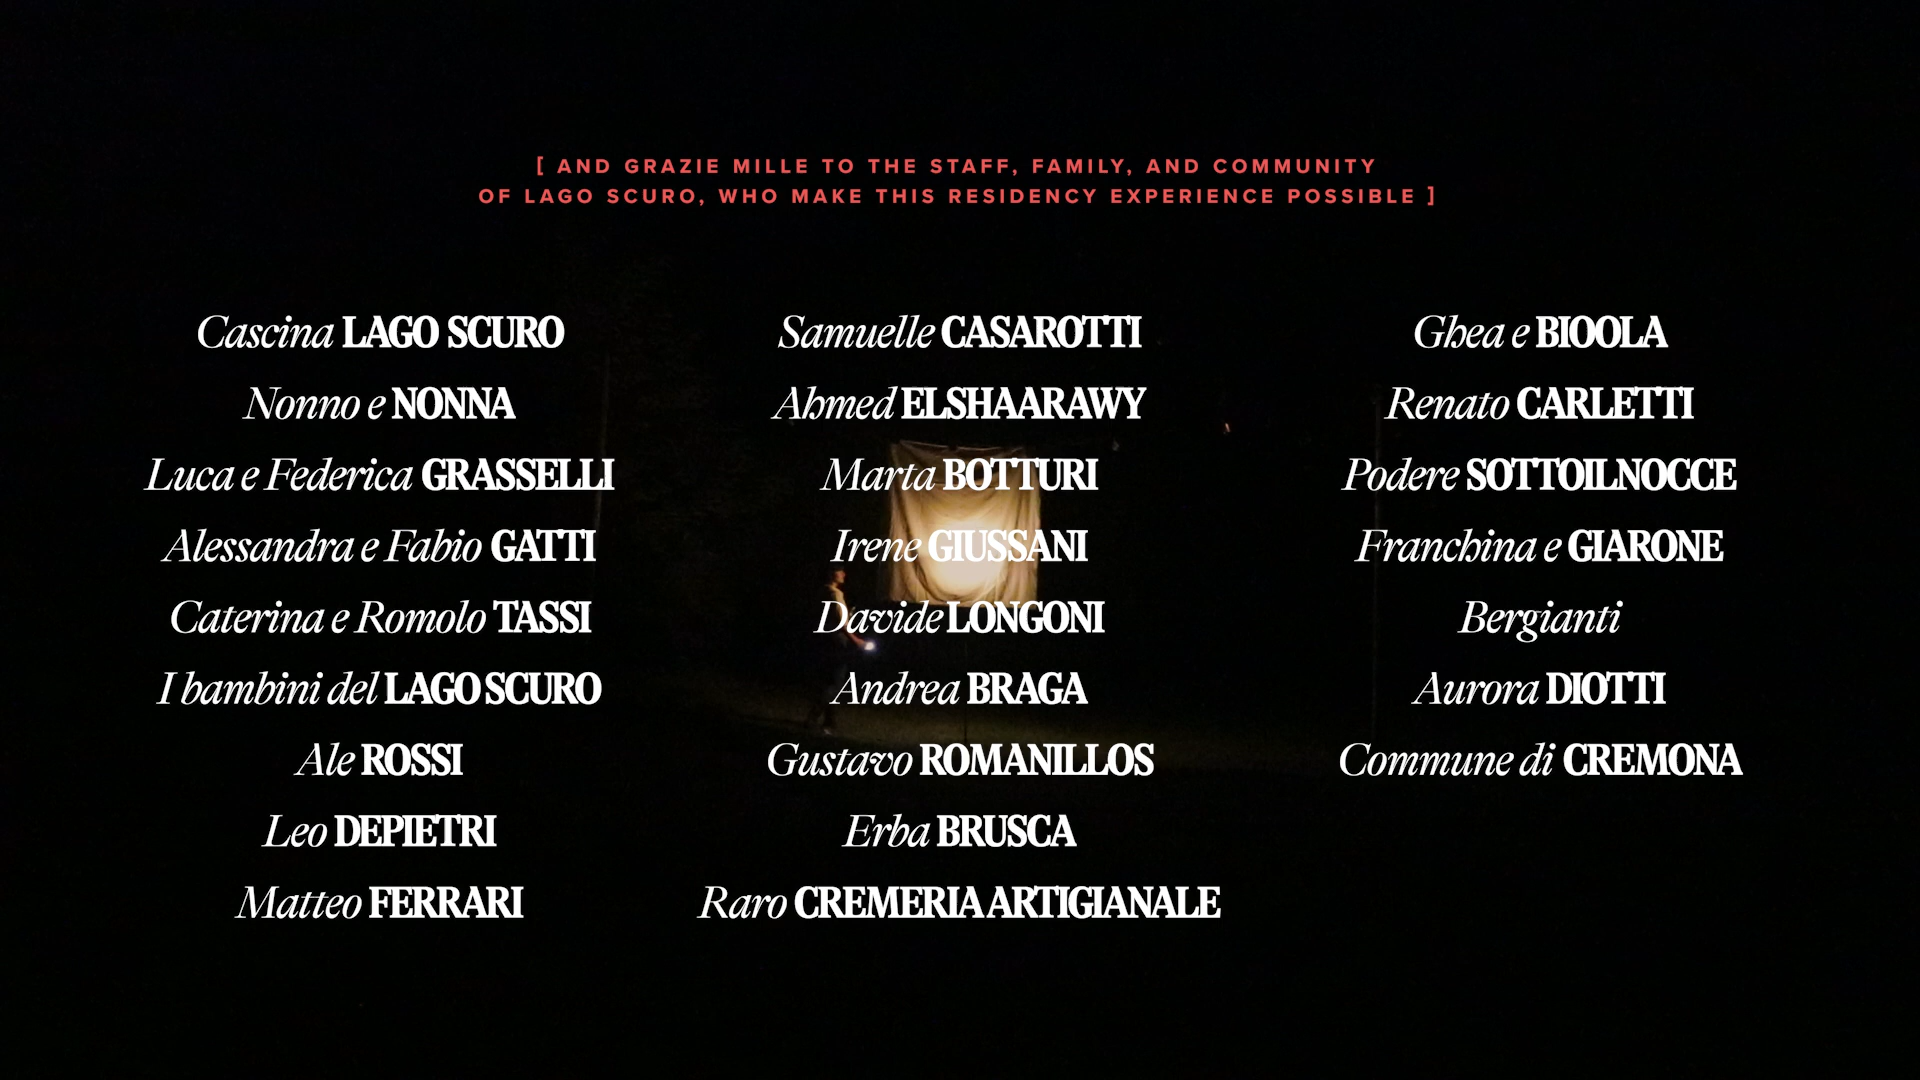 [ AND GRAZIE MILLE TO THE STAFF, FAMILY, AND COMMUNITY
OF LAGO SCURO, WHO MAKE THIS RESIDENCY EXPERIENCE POSSIBLE ]
Cascina LAGO SCURO
Nonno e NONNA
Luca e Federica GRASSELLI
Alessandra e Fabio GATTI
Caterina e Romolo TASSI
I bambini del LAGO SCURO
Ale ROSSI
Leo DEPIETRI
Matteo FERRARI
Samuelle CASAROTTI
Ahmed ELSHAARAWY
Marta BOTTURI
Irene GIUSSANI
Davide LONGONI
Andrea BRAGA
Gustavo ROMANILLOS
Erba BRUSCA
Raro CREMERIA ARTIGIANALE
Ghea e BIOOLA
Renato CARLETTI
Podere SOTTOILNOCCE
Franchina e GIARONE
Bergianti
Aurora DIOTTI
Commune di CREMONA